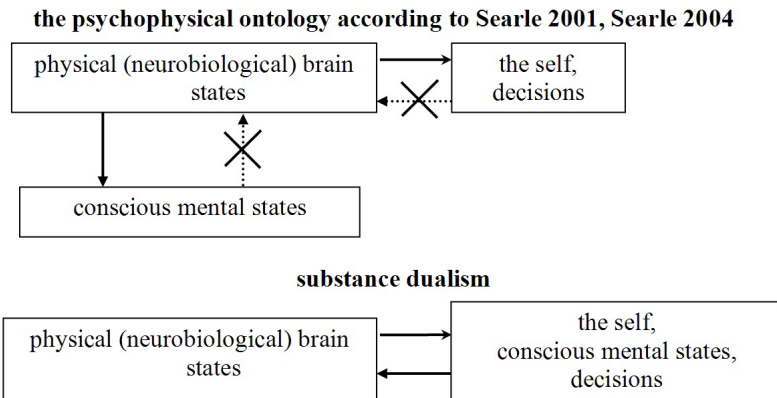 the psychophysical ontology according to Searle 2001, Searle 2004
physical (neurobiological) brain
states
the self,
decisions
conscious mental states
substance dualism
physical (neurobiological) brain
states
the self,
conscious mental states,
decisions